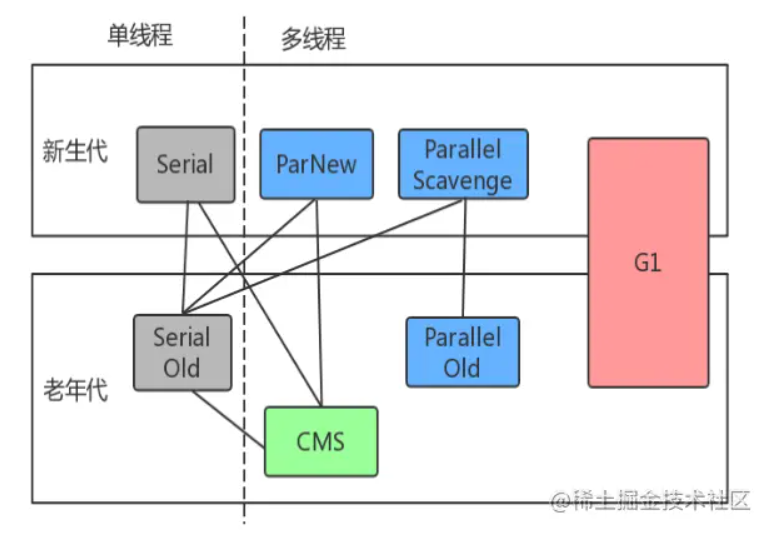 单线程
多线程
新生代
Serial
ParNew
Parallel
Scavenge
G1
老年代
Serial
Old
Parallel
Old
CMS
@稀土掘金技术社区